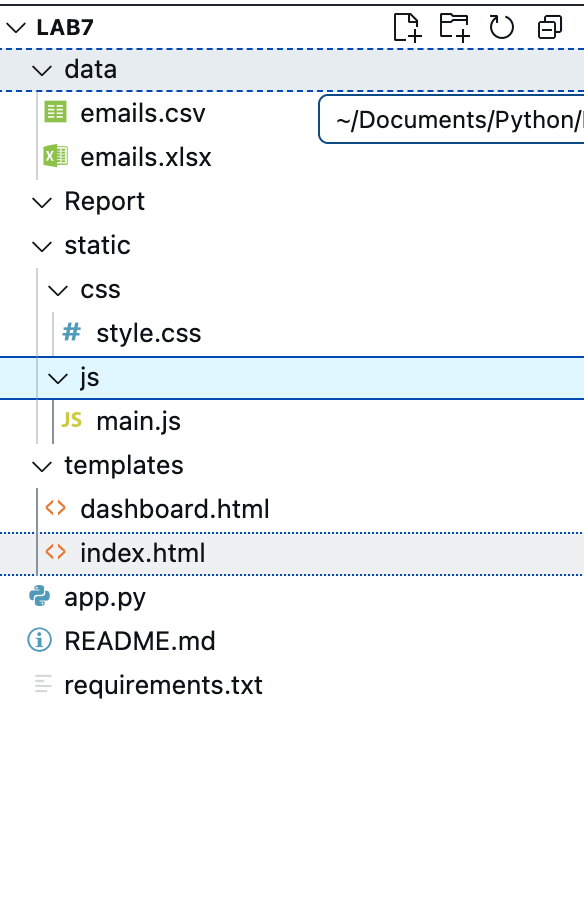 LAB7
data
emails.csv
~/Documents/Python/
emails.xlsx
Report
static
css
# style.css
js
JS main.js
templates
<> dashboard.html
<> index.html
app.py
README.md
requirements.txt